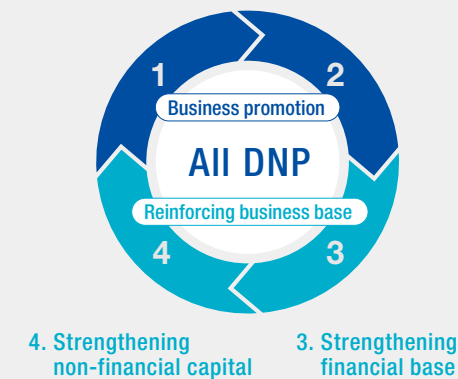 1
2
Business promotion
All DNP
Reinforcing business base
4
3
4. Strengthening
non-financial capital
3. Strengthening
financial base